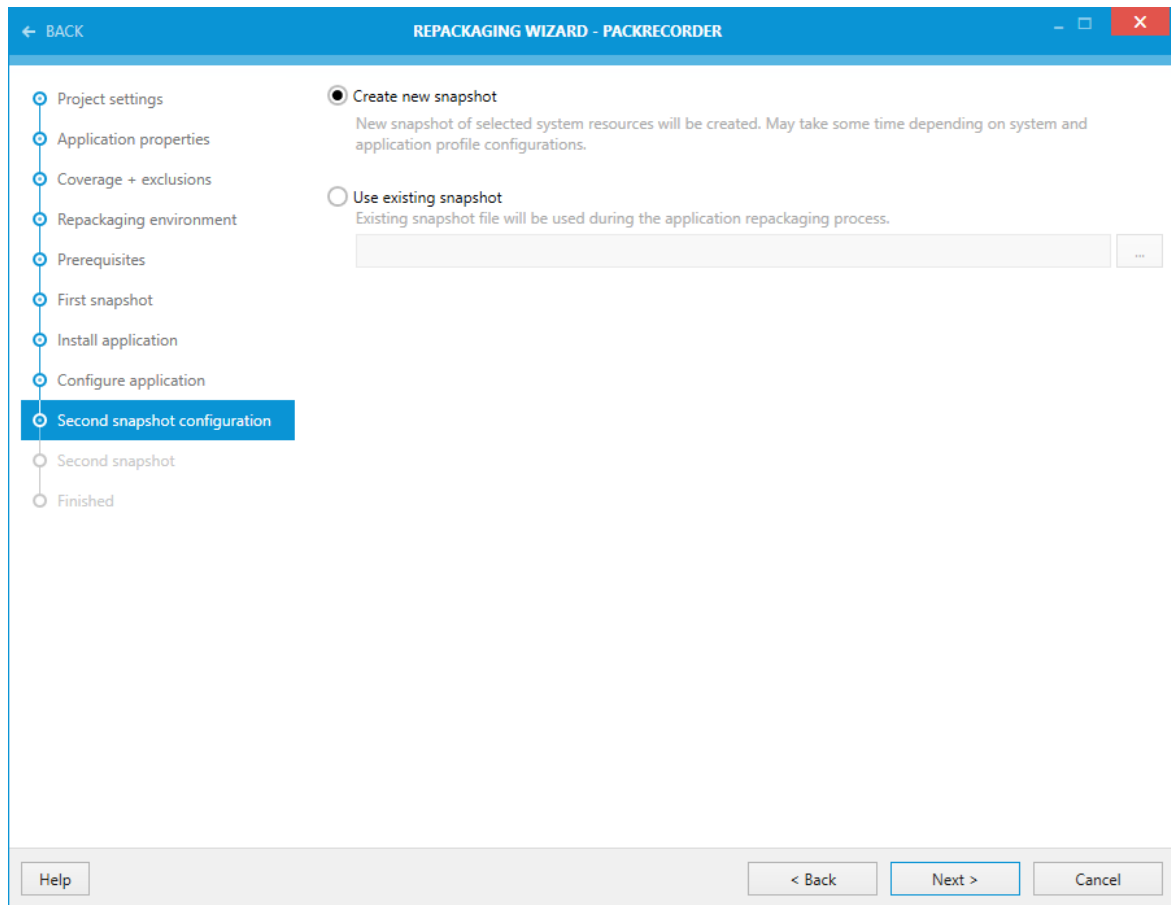 ← BACK
REPACKAGING WIZARD - PACKRECORDER
Project settings
Application properties
Coverage + exclusions
Repackaging environment
Prerequisites
First snapshot
Install application
Configure application
Second snapshot configuration
Second snapshot
Finished
Create new snapshot
New snapshot of selected system resources will be created. May take some time depending on system and
application profile configurations.
Use existing snapshot
Existing snapshot file will be used during the application repackaging process.
...
Help
< Back
Next >
Cancel